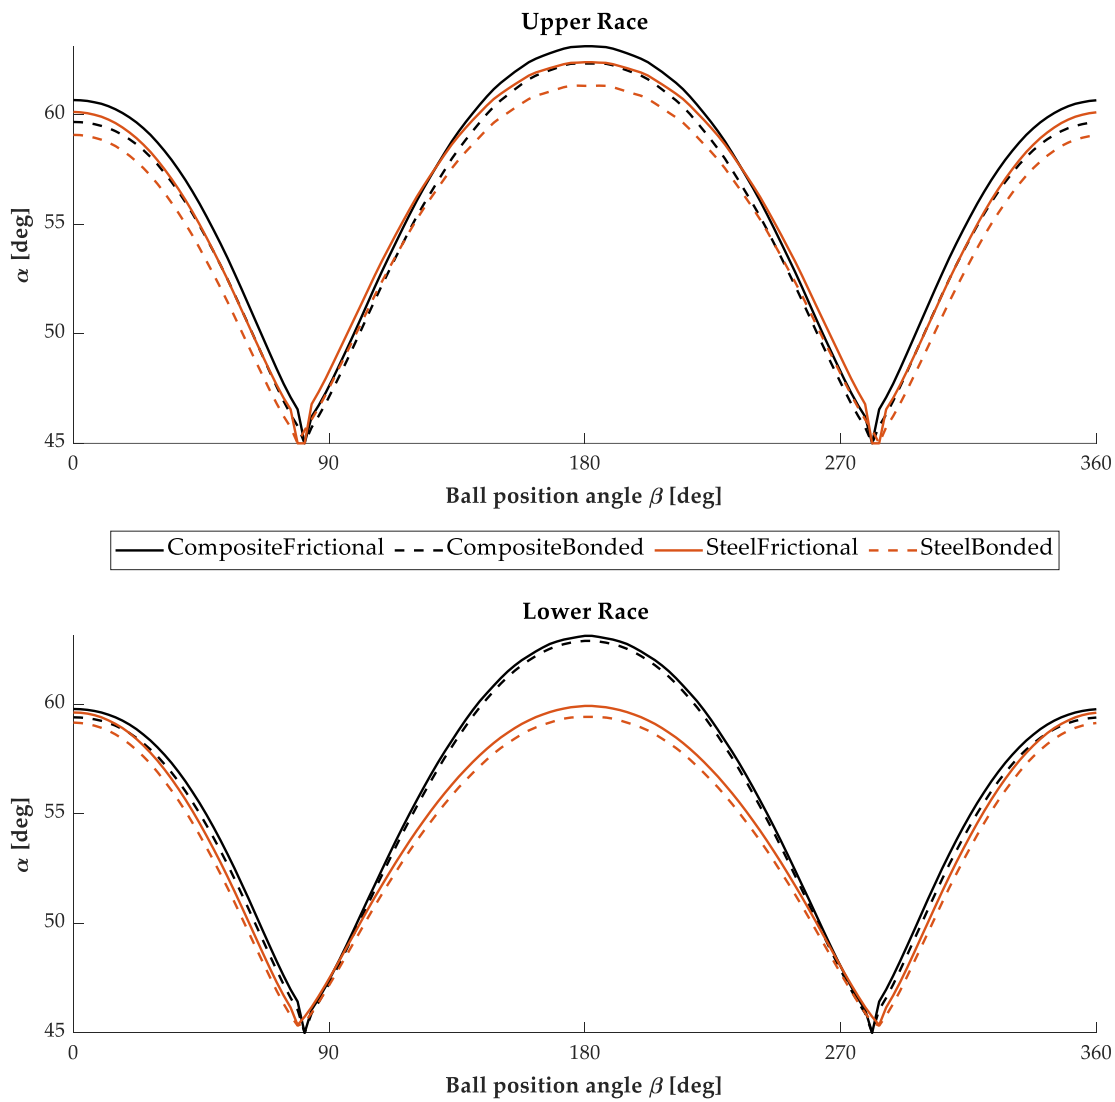 Upper Race
60
55
50
45
α [deg]
0 90 180 270 360
Ball position angle β [deg]
CompositeFrictional CompositeBonded SteelFrictional SteelBonded
Lower Race
60
55
50
45
α [deg]
0 90 180 270 360
Ball position angle β [deg]